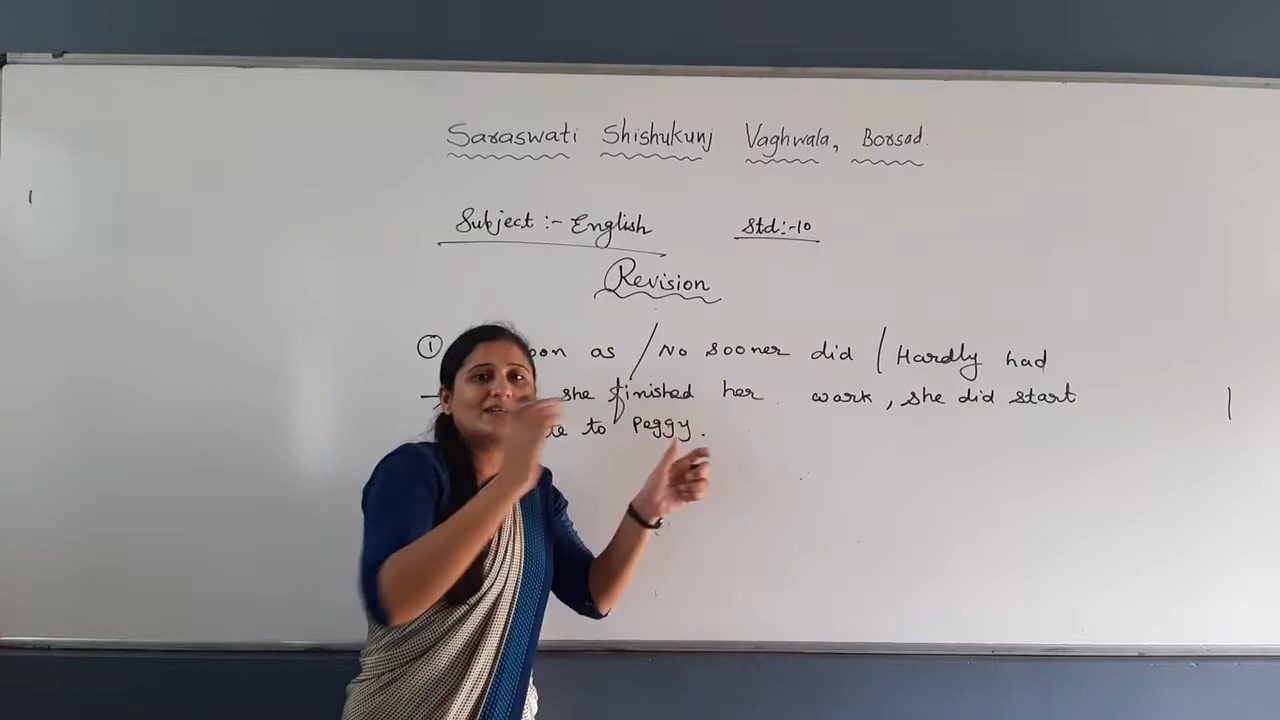 Saraswati Shishukunj Vaghwala, Borsad.
Subject :- English Std:-10
Revision
① as / No sooner did / Hardly had
she finished her work, she did start
to Peggy.